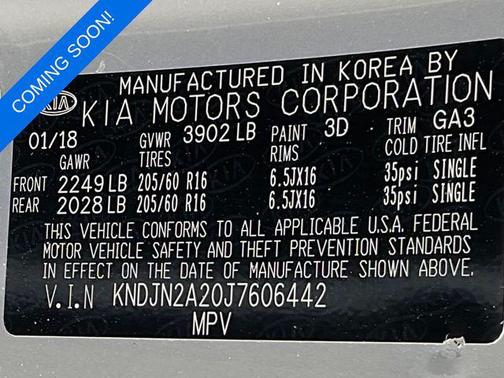 COMING SOON!
MANUFACTURED IN KOREA BY
KIA KIA MOTORS CORPORATION
01/18 GVWR 3902 LB PAINT 3D TRIM GA3
GAWR TIRES RIMS COLD TIRE INFL
FRONT 2249 LB 205/60 R16 6.5JX16 35psi SINGLE
REAR 2028 LB 205/60 R16 6.5JX16 35psi SINGLE
THIS VEHICLE CONFORMS TO ALL APPLICABLE U.S.A. FEDERAL
MOTOR VEHICLE SAFETY AND THEFT PREVENTION STANDARDS
IN EFFECT ON THE DATE OF MANUFACTURE SHOWN ABOVE.
V.I.N KNDJN2A20J7606442
MPV